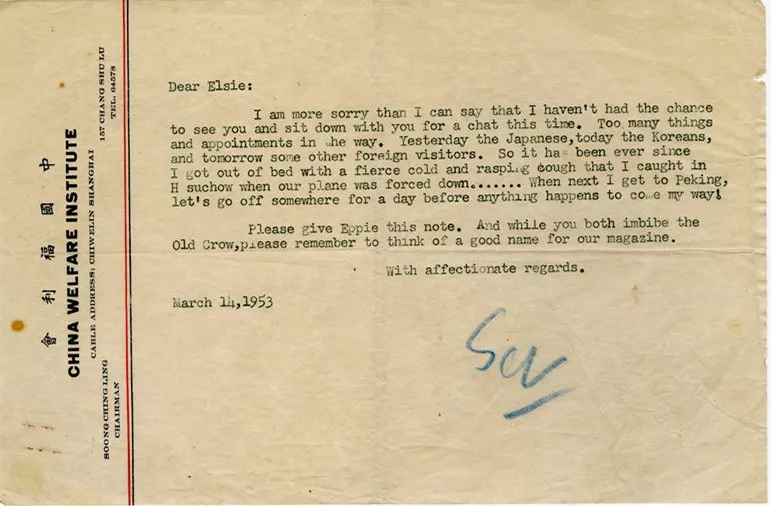 中國福利會
CHINA WELFARE INSTITUTE
CABLE ADDRESS: CHIWELIN SHANGHAI
157 CHANG SHU LU
TEL. 64578
SOONG CHING LING
CHAIRMAN
Dear Elsie:
I am more sorry than I can say that I haven't had the chance
to see you and sit down with you for a chat this time. Too many things
and appointments in the way. Yesterday the Japanese,today the Koreans,
and tomorrow some other foreign visitors. So it has been ever since
I got out of bed with a fierce cold and rasping cough that I caught in
H suchow when our plane was forced down....... When next I get to Peking,
let's go off somewhere for a day before anything happens to come my way!
Please give Eppie this note. And while you both imbibe the
Old Crow,please remember to think of a good name for our magazine.
With affectionate regards.
March 14,1953